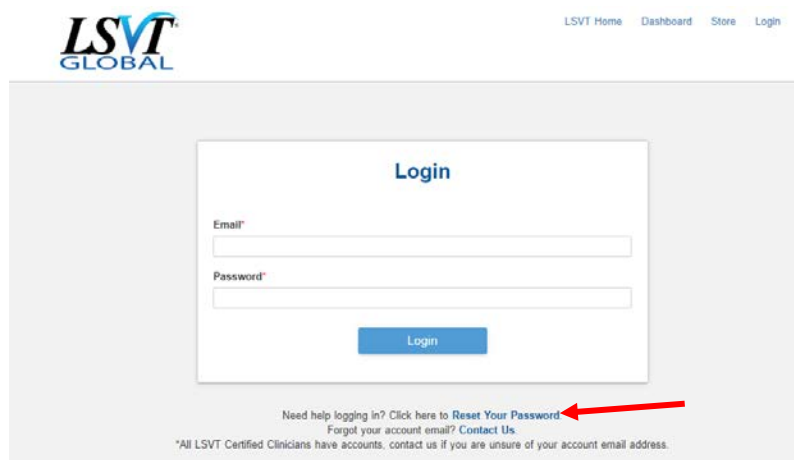 LSVT
GLOBAL
LSVT Home Dashboard Store Login
Login
Email*
Password*
Login
Need help logging in? Click here to Reset Your Password
Forgot your account email? Contact Us.
*All LSVT Certified Clinicians have accounts, contact us if you are unsure of your account email address.